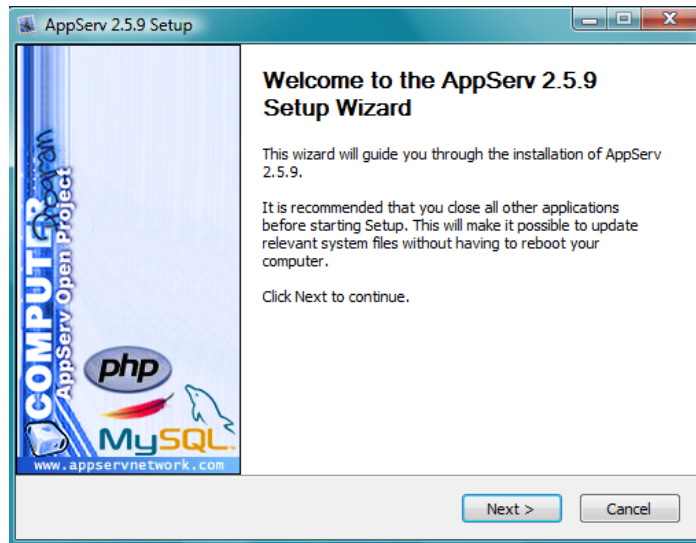 AppServ 2.5.9 Setup
Welcome to the AppServ 2.5.9
Setup Wizard
This wizard will guide you through the installation of AppServ
2.5.9.
It is recommended that you close all other applications
before starting Setup. This will make it possible to update
relevant system files without having to reboot your
computer.
Click Next to continue.
COMPUTER
Program
AppServ Open Project
php
MySQL
www.appservnetwork.com
Next >
Cancel